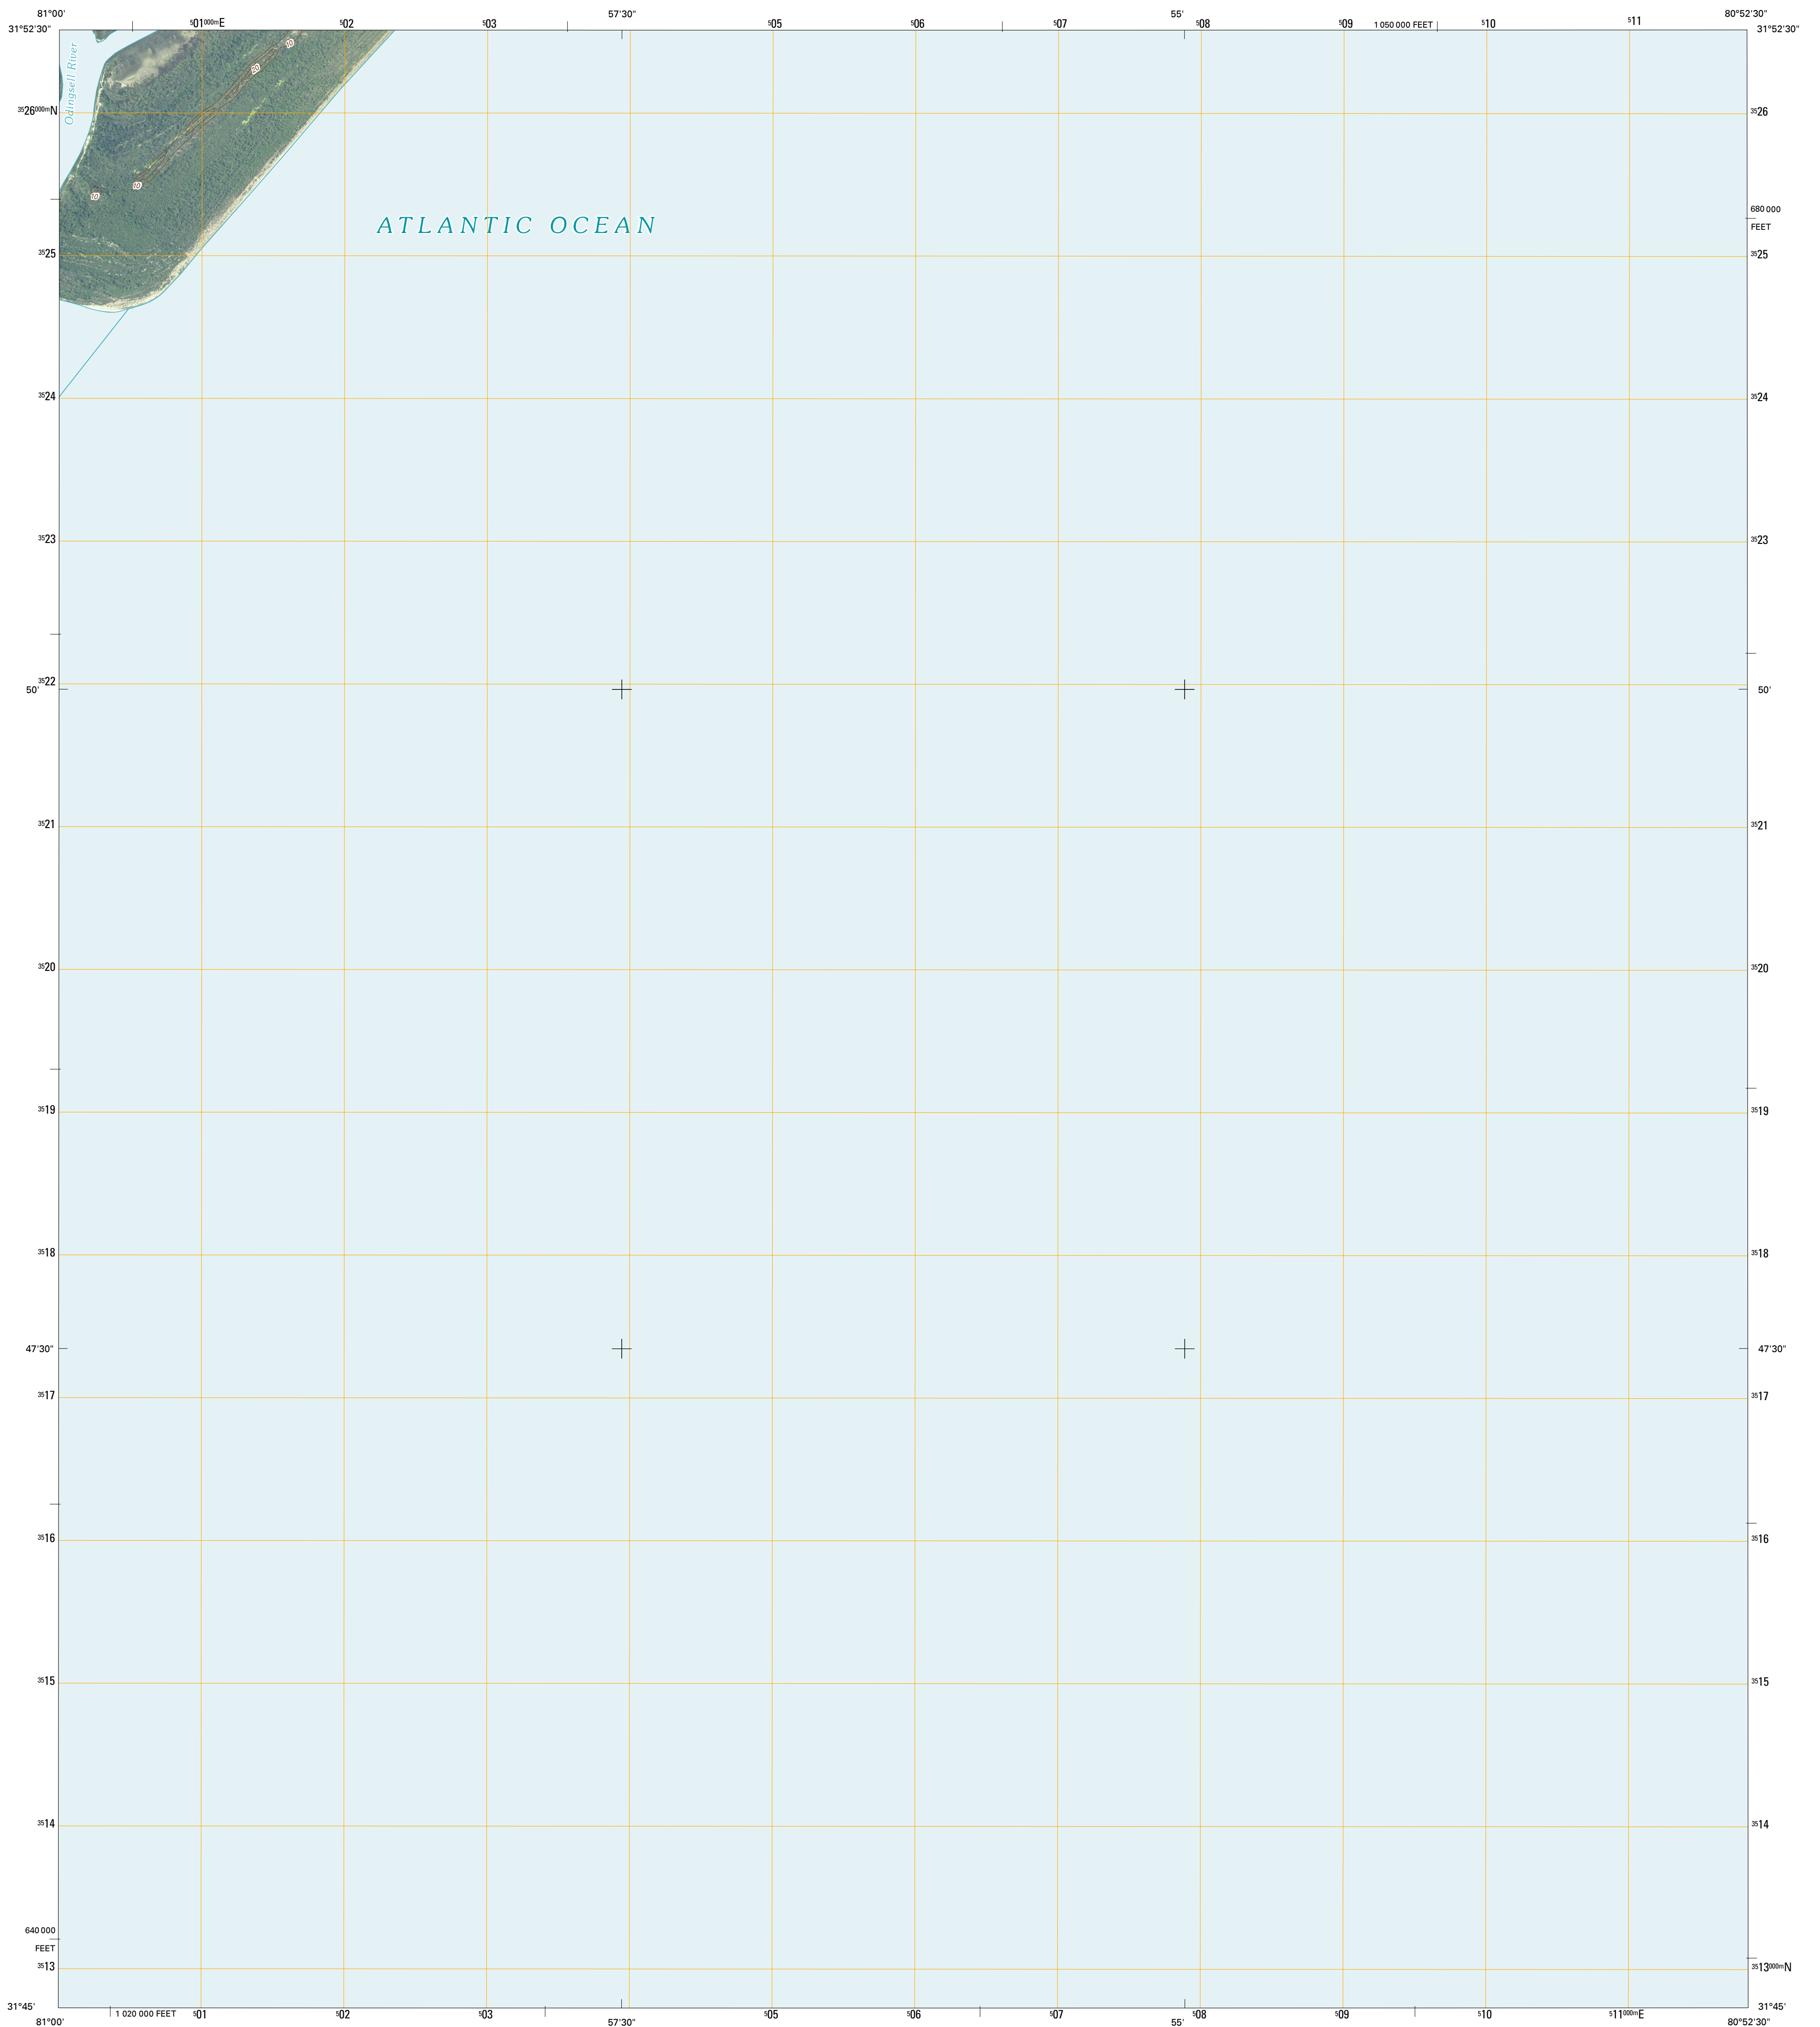 81°00' ⁵01⁰⁰⁰ᵐE ⁵02 ⁵03 57'30" ⁵05 ⁵06 ⁵07 55' ⁵08 ⁵09 1 050 000 FEET ⁵10 ⁵11 80°52'30"
31°52'30" 31°52'30"
10
20
Odingsell River
³⁵26⁰⁰⁰ᵐN ³⁵26
10
10
680 000
FEET
ATLANTIC OCEAN
³⁵25 ³⁵25
³⁵24 ³⁵24
³⁵23 ³⁵23
³⁵22
50' 50'
³⁵21 ³⁵21
³⁵20 ³⁵20
³⁵19 ³⁵19
³⁵18 ³⁵18
47'30" 47'30"
³⁵17 ³⁵17
³⁵16 ³⁵16
³⁵15 ³⁵15
³⁵14 ³⁵14
640 000
FEET
³⁵13 ³⁵13⁰⁰⁰ᵐN
31°45' 31°45'
1 020 000 FEET ⁵01 ⁵02 ⁵03 ⁵05 ⁵06 ⁵07 ⁵08 ⁵09 ⁵10 ⁵11⁰⁰⁰ᵐE
81°00' 57'30" 55' 80°52'30"